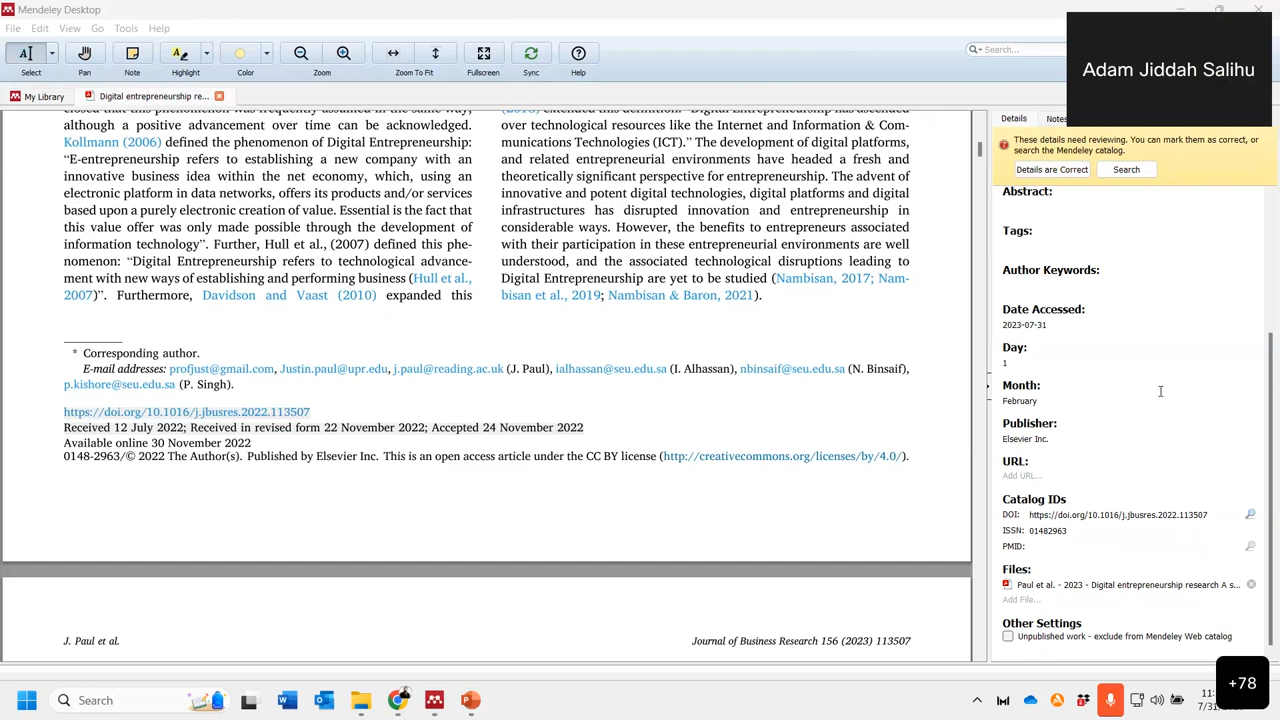 Mendeley Desktop
File Edit View Go Tools Help
Select Pan Note Highlight Color Zoom Zoom To Fit Fullscreen Sync Help
Search...
Adam Jiddah Salihu
My Library
Digital entrepreneurship re...
although a positive advancement over time can be acknowledged.
Kollmann (2006) defined the phenomenon of Digital Entrepreneurship:
“E-entrepreneurship refers to establishing a new company with an
innovative business idea within the net economy, which, using an
electronic platform in data networks, offers its products and/or services
based upon a purely electronic creation of value. Essential is the fact that
this value offer was only made possible through the development of
information technology”. Further, Hull et al., (2007) defined this phe-
nomenon: “Digital Entrepreneurship refers to technological advance-
ment with new ways of establishing and performing business (Hull et al.,
2007)”. Furthermore, Davidson and Vaast (2010) expanded this
over technological resources like the Internet and Information & Com-
munications Technologies (ICT).” The development of digital platforms,
and related entrepreneurial environments have headed a fresh and
theoretically significant perspective for entrepreneurship. The advent of
innovative and potent digital technologies, digital platforms and digital
infrastructures has disrupted innovation and entrepreneurship in
considerable ways. However, the benefits to entrepreneurs associated
with their participation in these entrepreneurial environments are well
understood, and the associated technological disruptions leading to
Digital Entrepreneurship are yet to be studied (Nambisan, 2017; Nam-
bisan et al., 2019; Nambisan & Baron, 2021).
* Corresponding author.
E-mail addresses: profjust@gmail.com, Justin.paul@upr.edu, j.paul@reading.ac.uk (J. Paul), ialhassan@seu.edu.sa (I. Alhassan), nbinsaif@seu.edu.sa (N. Binsaif),
p.kishore@seu.edu.sa (P. Singh).
https://doi.org/10.1016/j.jbusres.2022.113507
Received 12 July 2022; Received in revised form 22 November 2022; Accepted 24 November 2022
Available online 30 November 2022
0148-2963/© 2022 The Author(s). Published by Elsevier Inc. This is an open access article under the CC BY license (http://creativecommons.org/licenses/by/4.0/).
J. Paul et al.
Journal of Business Research 156 (2023) 113507
Details Notes
These details need reviewing. You can mark them as correct, or
search the Mendeley catalog.
Details are Correct Search
Abstract:
Tags:
Author Keywords:
Date Accessed:
2023-07-31
Day:
1
Month:
February
Publisher:
Elsevier Inc.
URL:
Add URL...
Catalog IDs
DOI: https://doi.org/10.1016/j.jbusres.2022.113507
ISSN: 01482963
PMID:
Files:
Paul et al. - 2023 - Digital entrepreneurship research A s...
Add File...
Other Settings
Unpublished work - exclude from Mendeley Web catalog
+78
Search